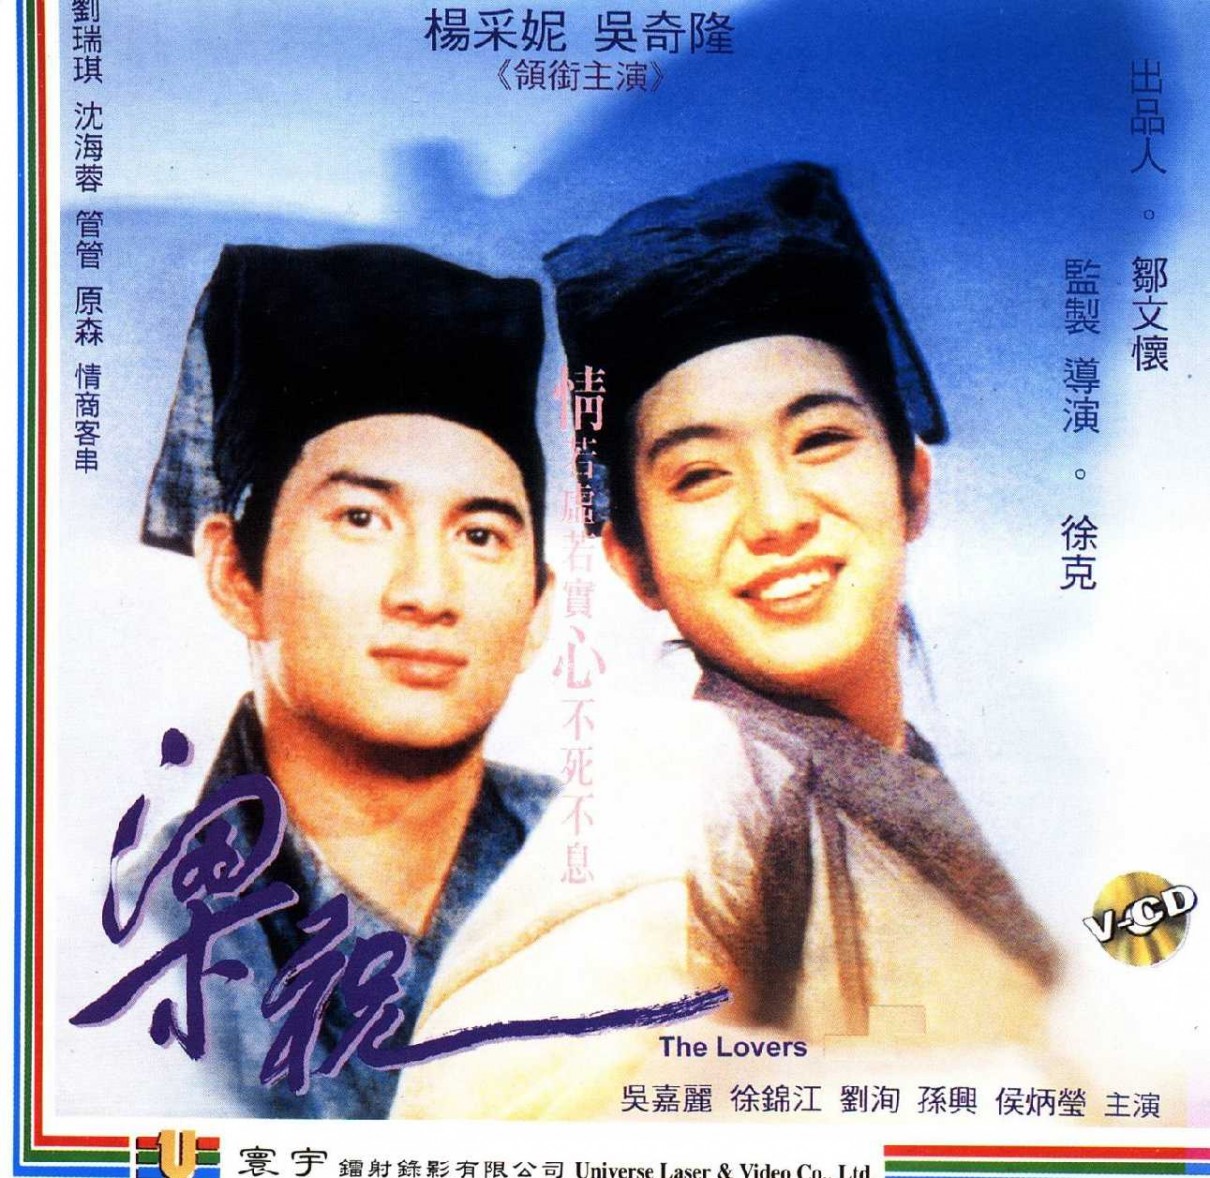 楊采妮 吳奇隆
《領銜主演》
出品人。鄒文懷
監製 導演。徐克
劉瑞琪 沈海蓉 管管 原森 情商客串
情若虛若實心不死不息
梁祝
V-CD
The Lovers
吳嘉麗 徐錦江 劉洵 孫興 侯炳瑩 主演
U 寰宇 鐳射錄影有限公司 Universe Laser & Video Co., Ltd